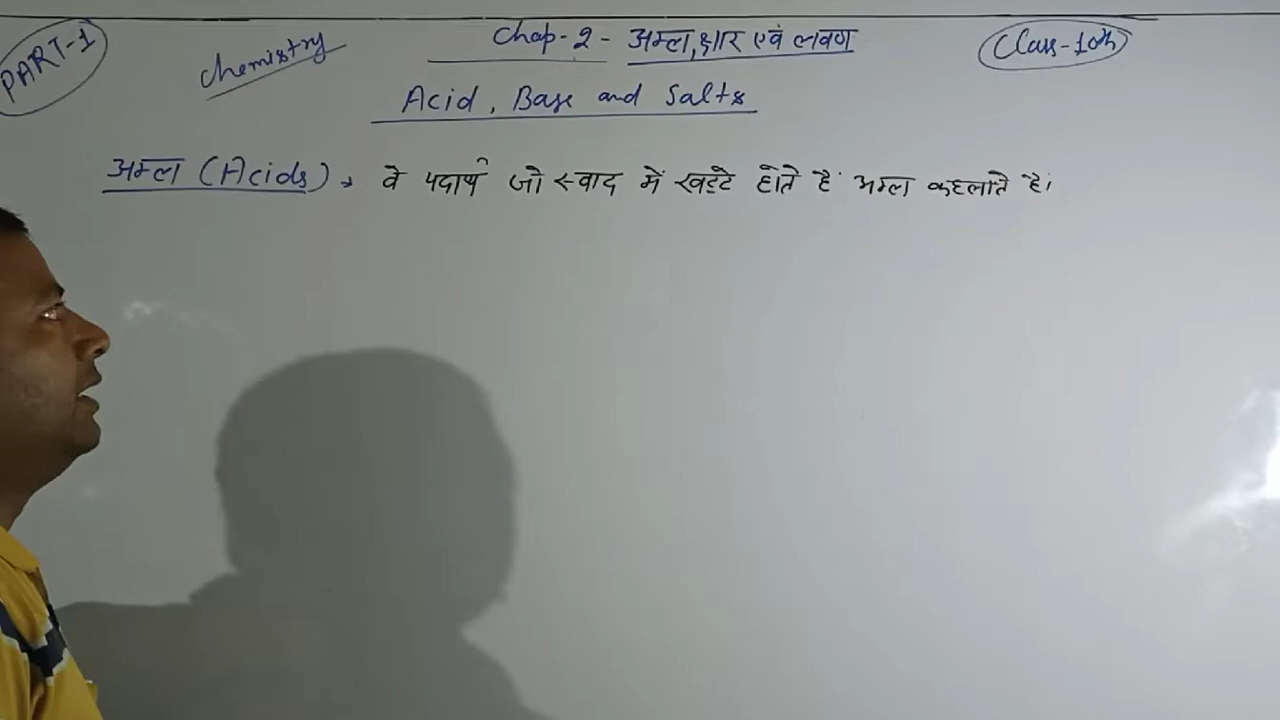 PART-1
Chemistry
Chap-2- अम्ल, क्षार एवं लवण
Class-10th
Acid, Base and Salts
अम्ल (Acids) → वे पदार्थ जो स्वाद में खट्टे होते हैं अम्ल कहलाते है।